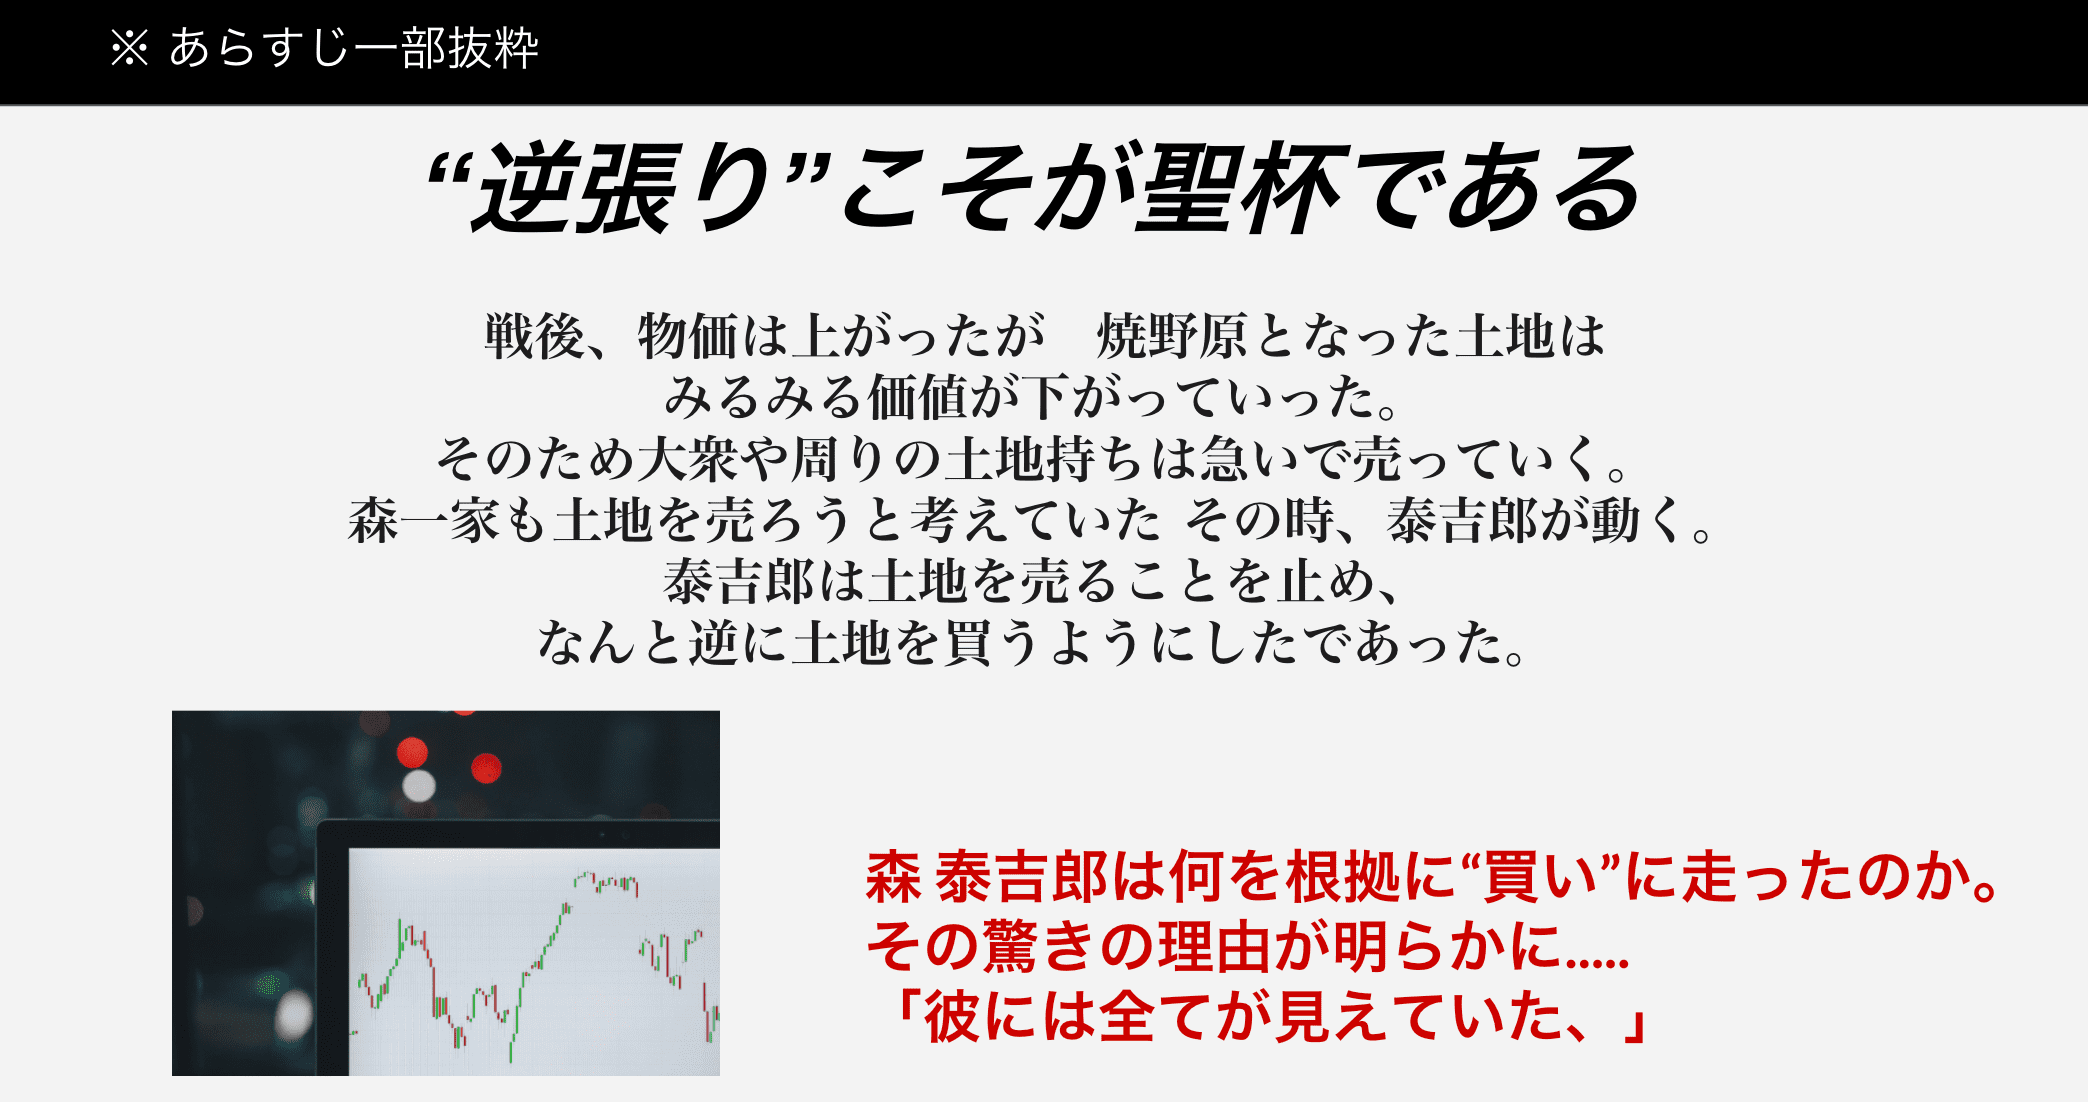 ※ あらすじ一部抜粋
“逆張り”こそが聖杯である
戦後、物価は上がったが　焼野原となった土地は
みるみる価値が下がっていった。
そのため大衆や周りの土地持ちは急いで売っていく。
森一家も土地を売ろうと考えていた その時、泰吉郎が動く。
泰吉郎は土地を売ることを止め、
なんと逆に土地を買うようにしたであった。
森 泰吉郎は何を根拠に“買い”に走ったのか。
その驚きの理由が明らかに.....
「彼には全てが見えていた、」